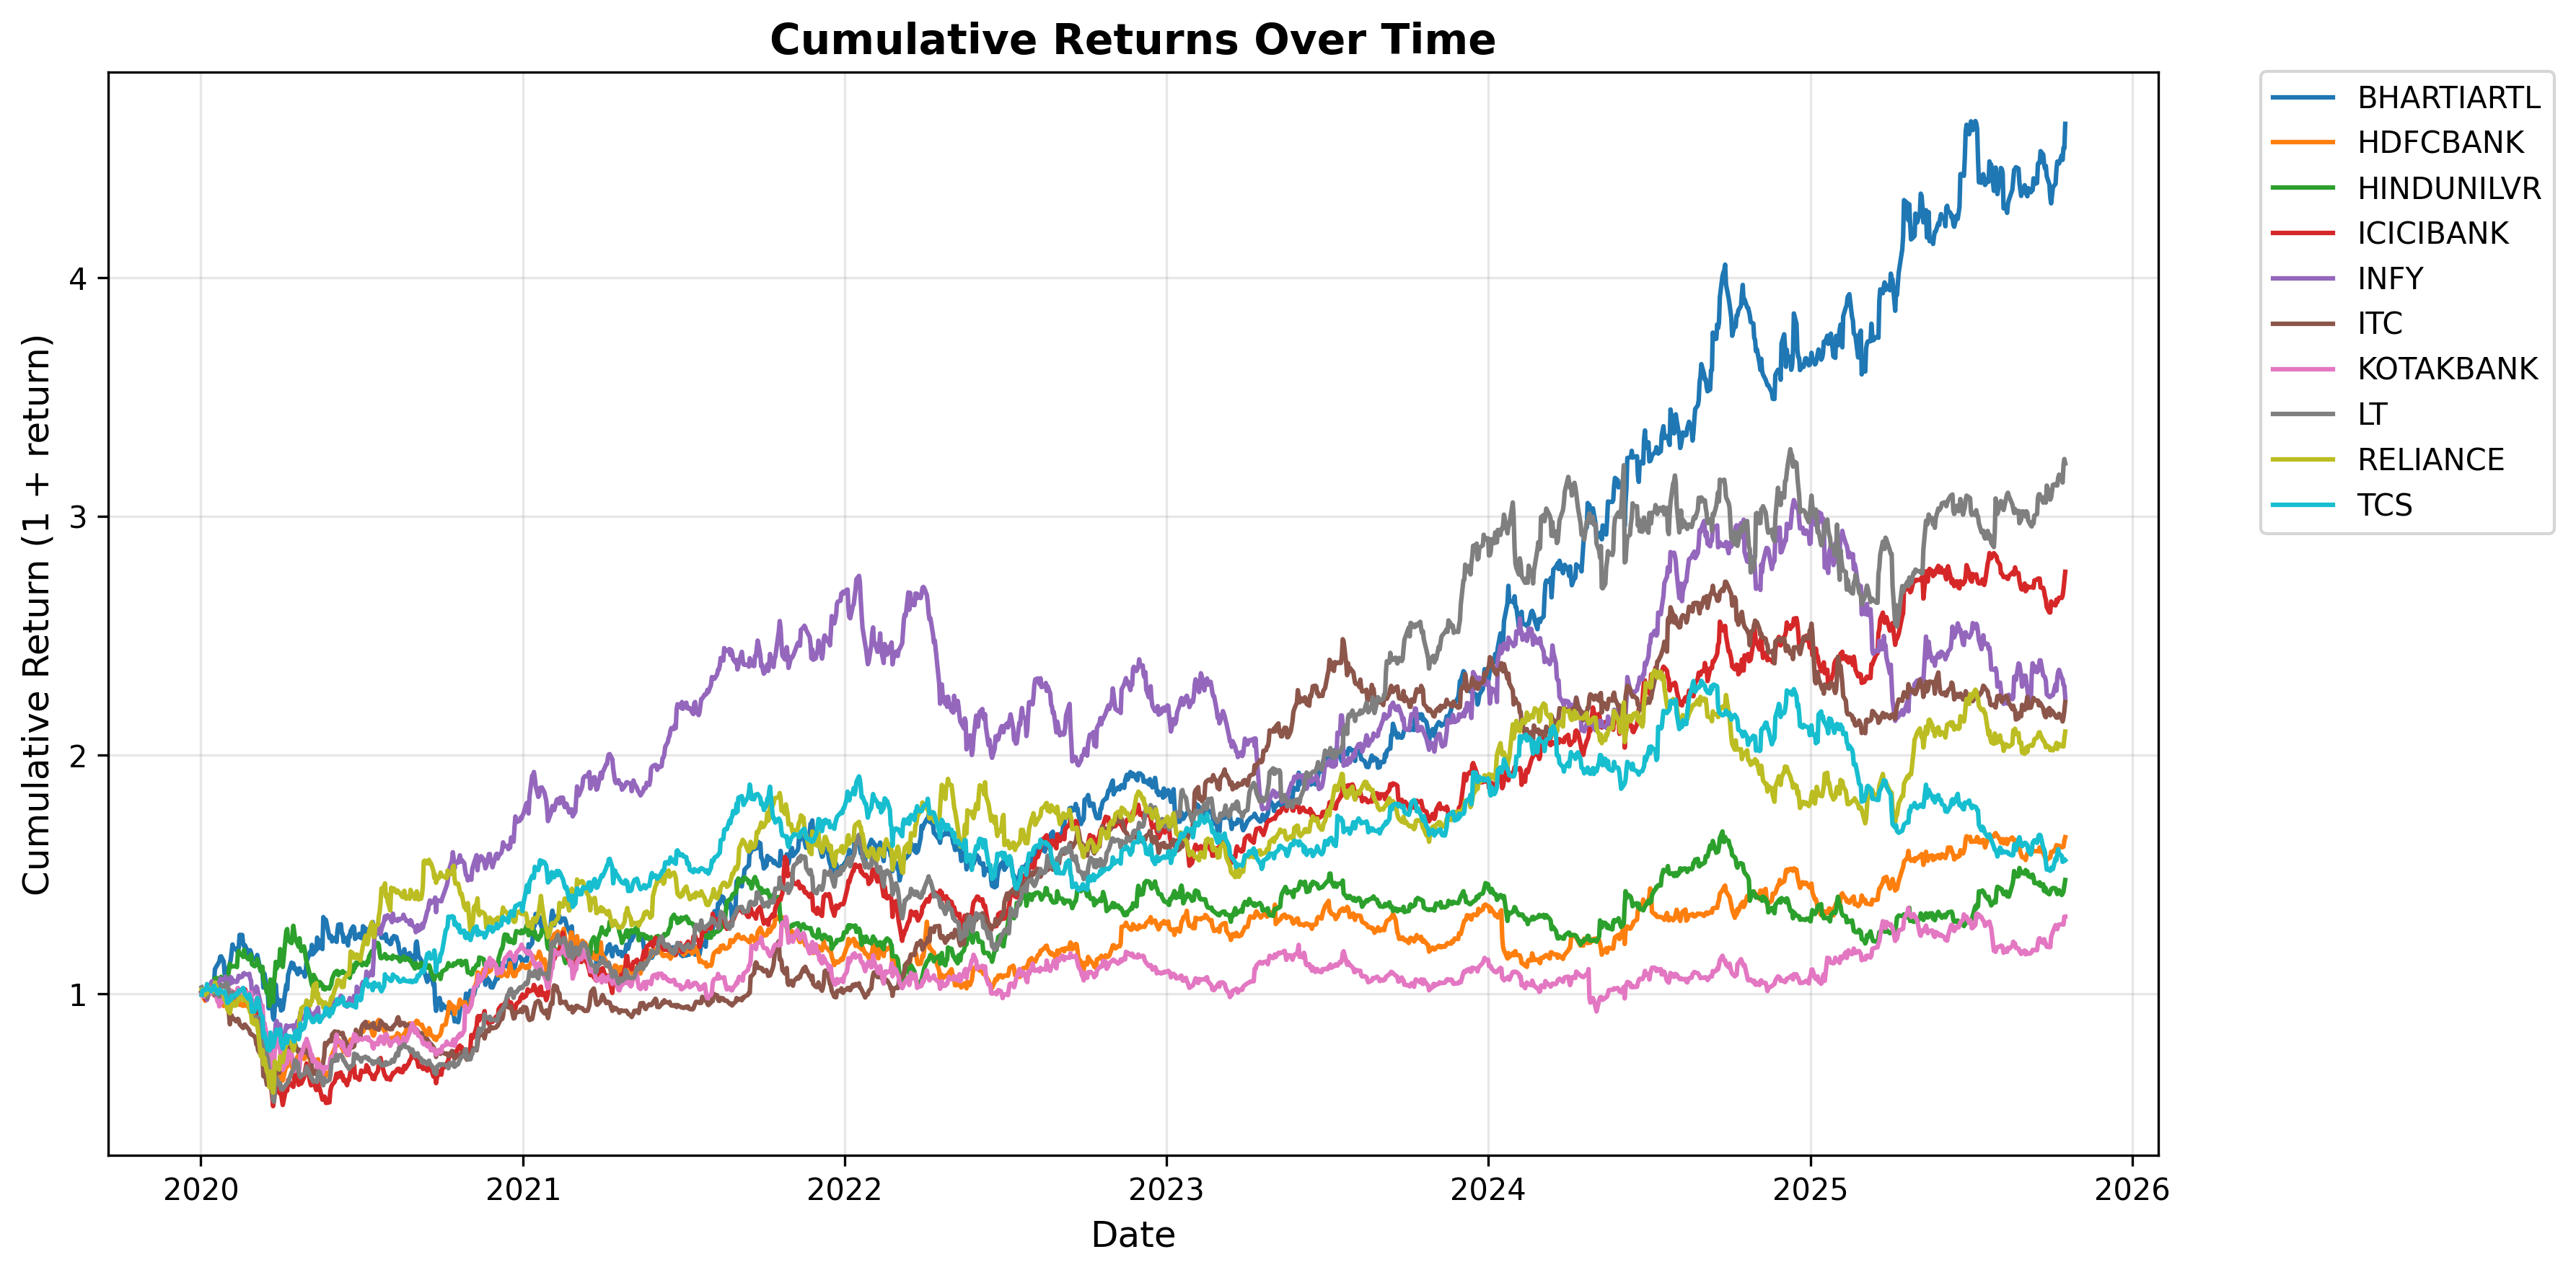 Cumulative Returns Over Time
Cumulative Return (1 + return)
4
3
2
1
2020 2021 2022 2023 2024 2025 2026
Date
BHARTIARTL
HDFCBANK
HINDUNILVR
ICICIBANK
INFY
ITC
KOTAKBANK
LT
RELIANCE
TCS